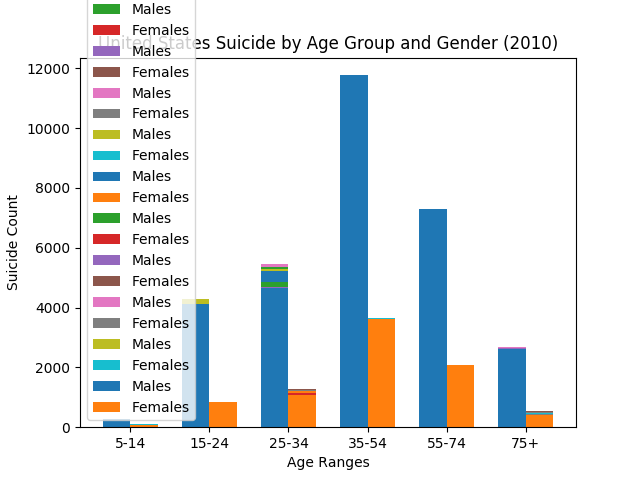 Males
Females
United States Suicide by Age Group and Gender (2010)
Males
Females
Males
Females
Males
Females
Males
Females
Males
Females
Males
Females
Males
Females
Males
Females
Males
Females
12000
10000
8000
6000
4000
2000
0
Suicide Count
5-14
15-24
25-34
35-54
55-74
75+
Age Ranges